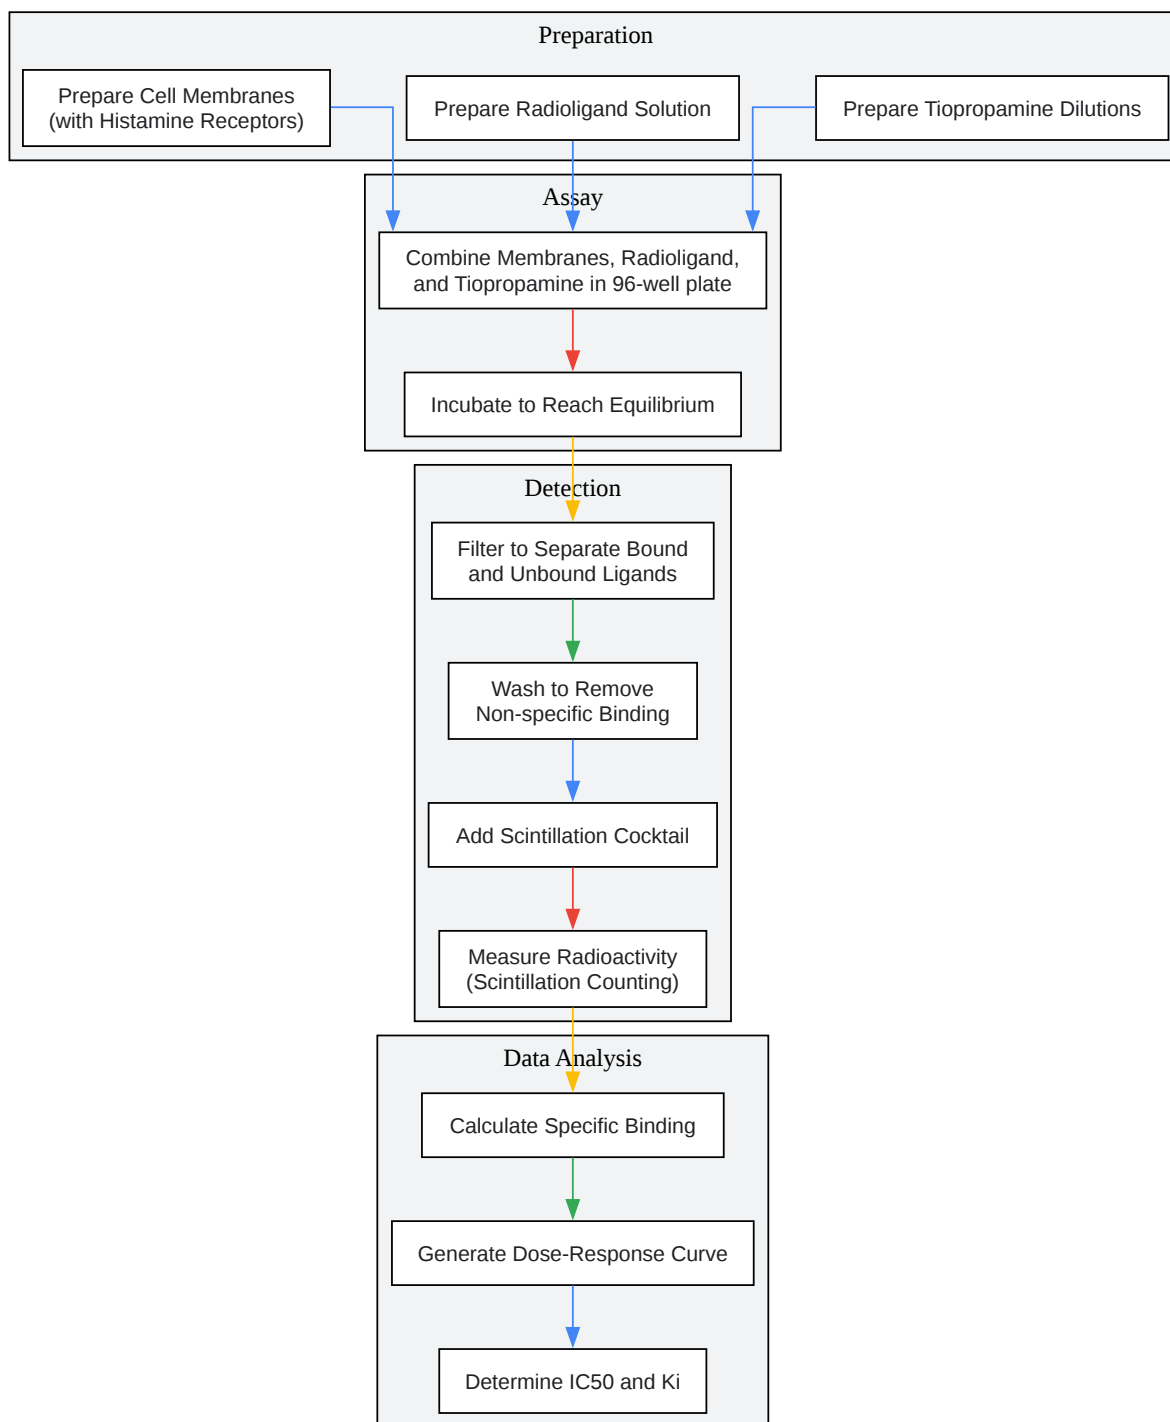 Preparation
Prepare Cell Membranes
(with Histamine Receptors)
Prepare Radioligand Solution
Prepare Tiopropamine Dilutions
Assay
Combine Membranes, Radioligand,
and Tiopropamine in 96-well plate
Incubate to Reach Equilibrium
Detection
Filter to Separate Bound
and Unbound Ligands
Wash to Remove
Non-specific Binding
Add Scintillation Cocktail
Measure Radioactivity
(Scintillation Counting)
Data Analysis
Calculate Specific Binding
Generate Dose-Response Curve
Determine IC50 and Ki